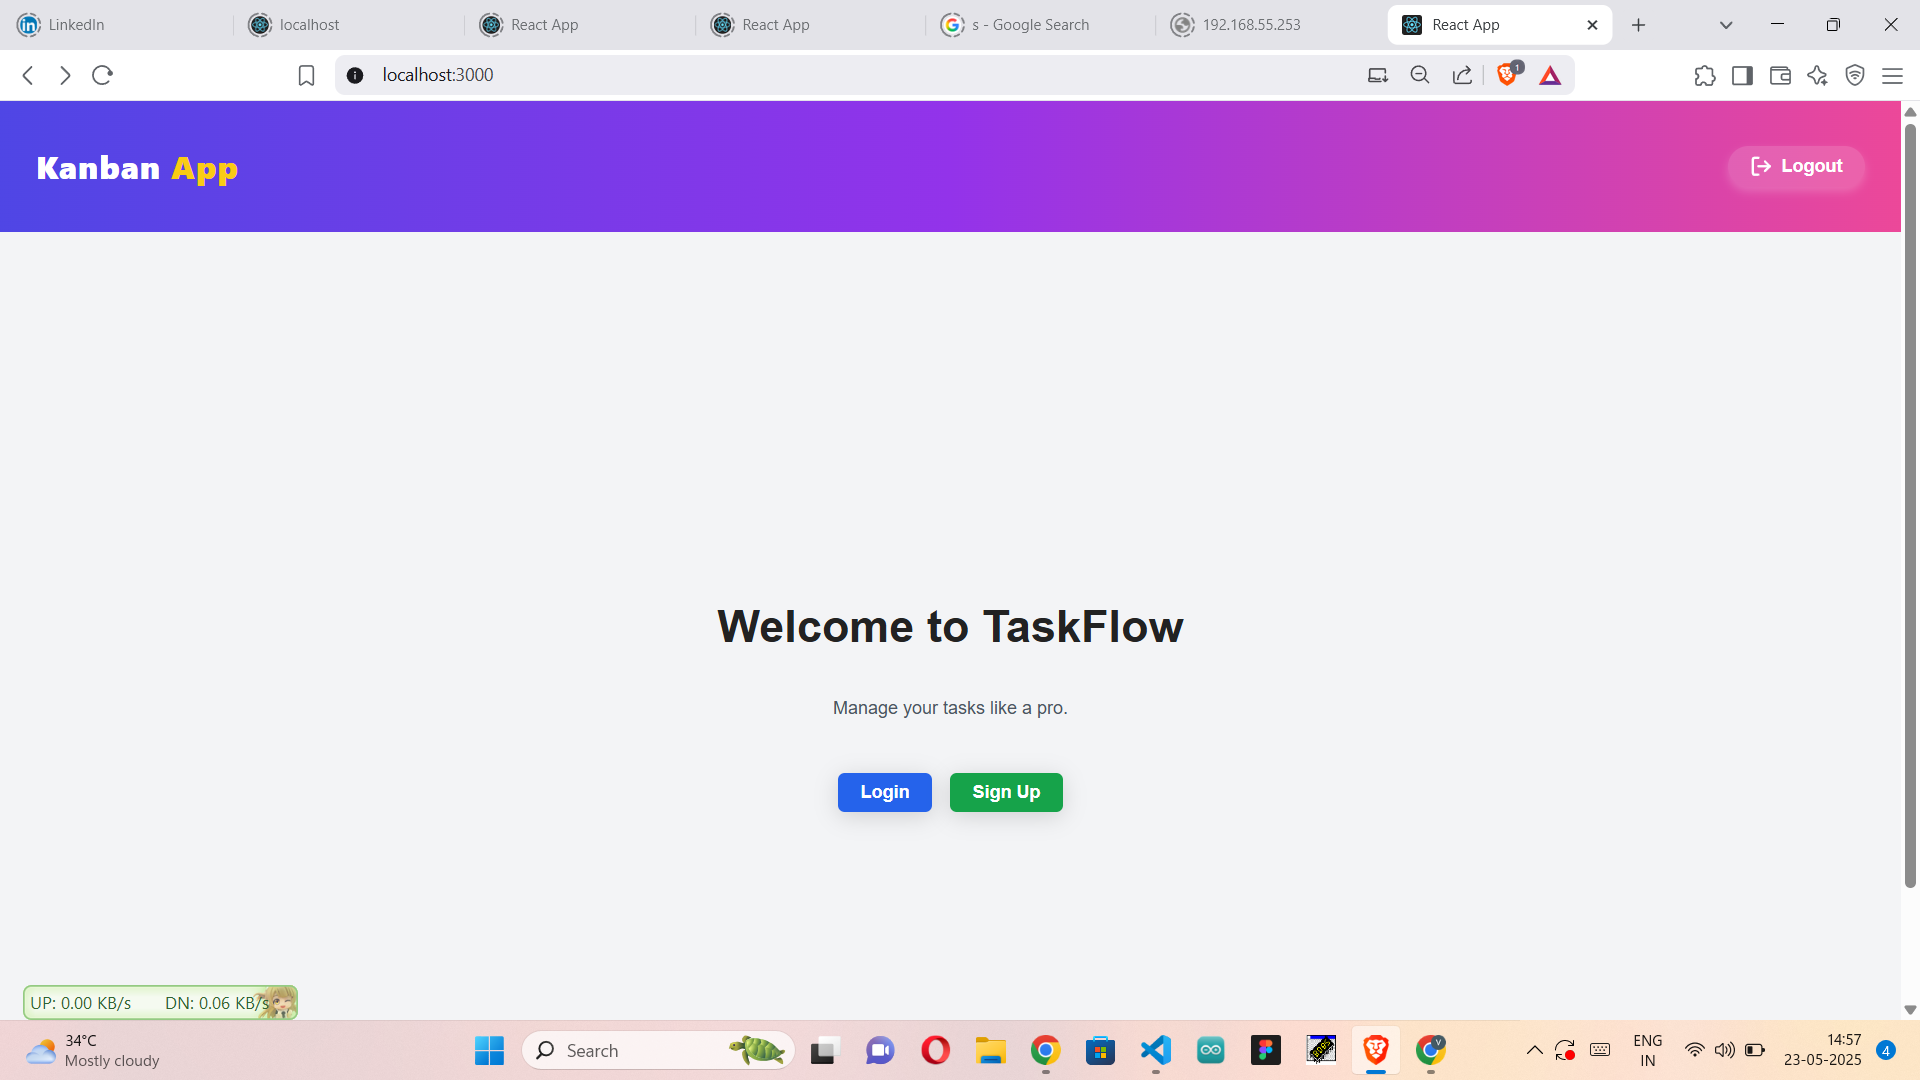 LinkedIn
localhost
React App
React App
s - Google Search
192.168.55.253
React App
localhost:3000
1
Kanban App
Logout
Welcome to TaskFlow
Manage your tasks like a pro.
Login
Sign Up
UP: 0.00 KB/s DN: 0.06 KB/s
34°C
Mostly cloudy
Search
V
ENG
IN
14:57
23-05-2025
4